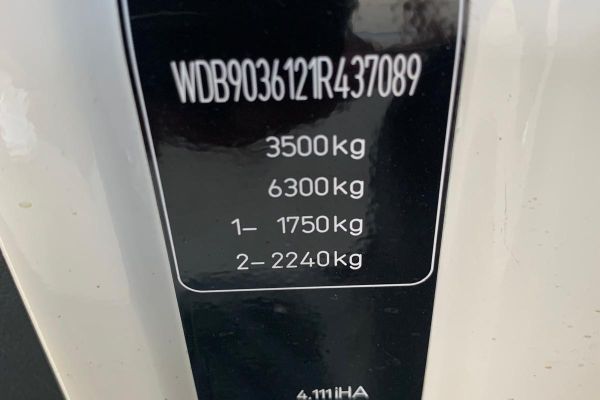 WDB9036121R437089
3500kg
6300kg
1– 1750kg
2– 2240kg
4,111iHA